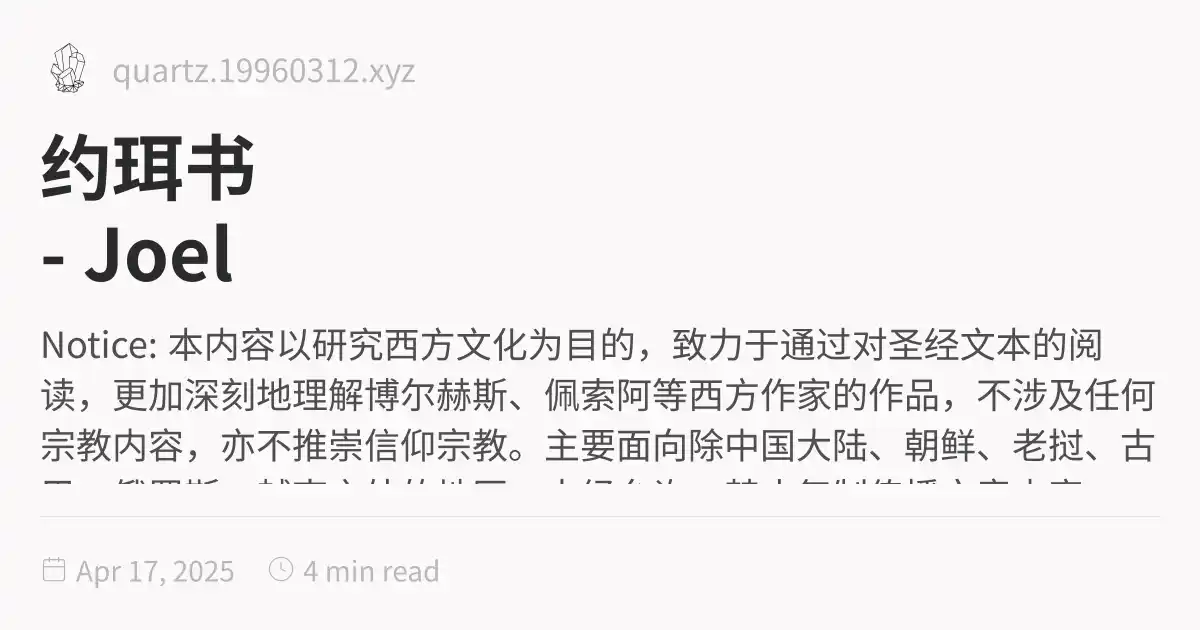 quartz.19960312.xyz
约珥书
- Joel
Notice: 本内容以研究西方文化为目的，致力于通过对圣经文本的阅
读，更加深刻地理解博尔赫斯、佩索阿等西方作家的作品，不涉及任何
宗教内容，亦不推崇信仰宗教。主要面向除中国大陆、朝鲜、老挝、古
Apr 17, 2025
4 min read